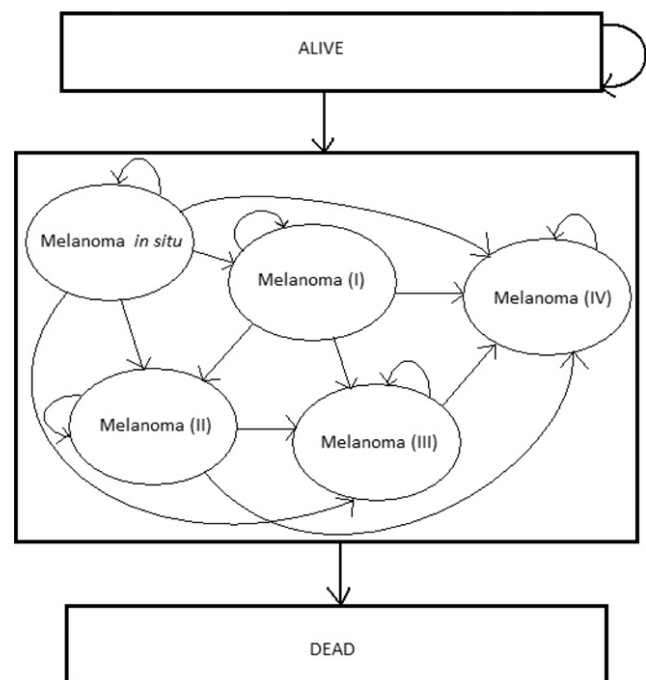 ALIVE
Melanoma in situ
Melanoma (I)
Melanoma (IV)
Melanoma (II)
Melanoma (III)
DEAD